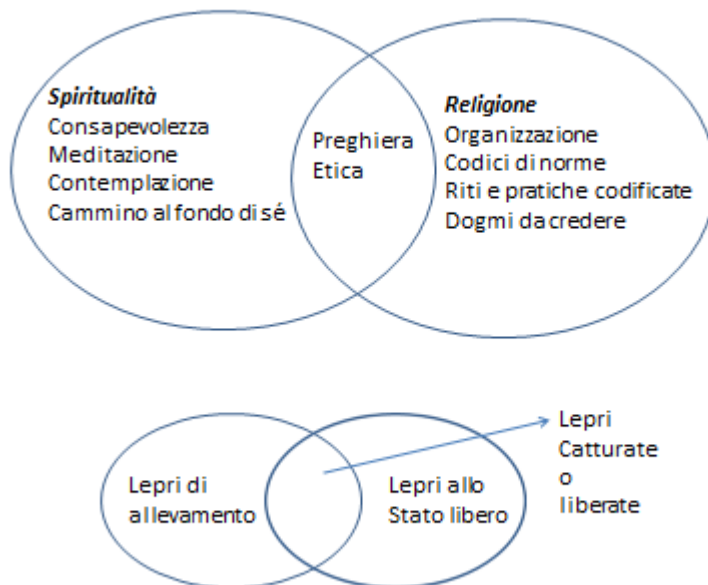 Spiritualità
Consapevolezza
Meditazione
Contemplazione
Cammino al fondo di sé
Preghiera
Etica
Religione
Organizzazione
Codici di norme
Riti e pratiche codificate
Dogmi da credere
Lepri di
allevamento
Lepri allo
Stato libero
Lepri
Catturate
o
liberate